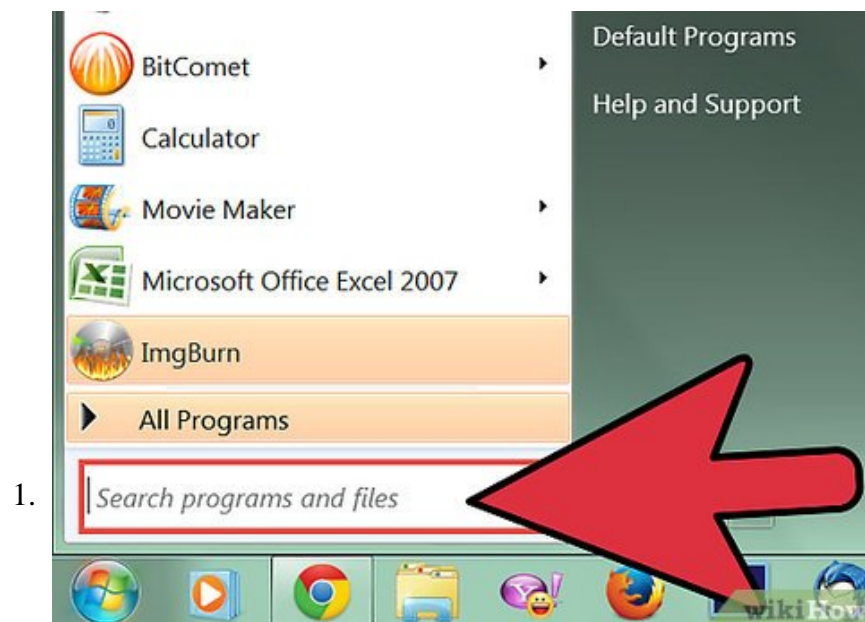 Default Programs
Help and Support
BitComet
Calculator
Movie Maker
Microsoft Office Excel 2007
ImgBurn
All Programs
1.
Search programs and files
wikiHow